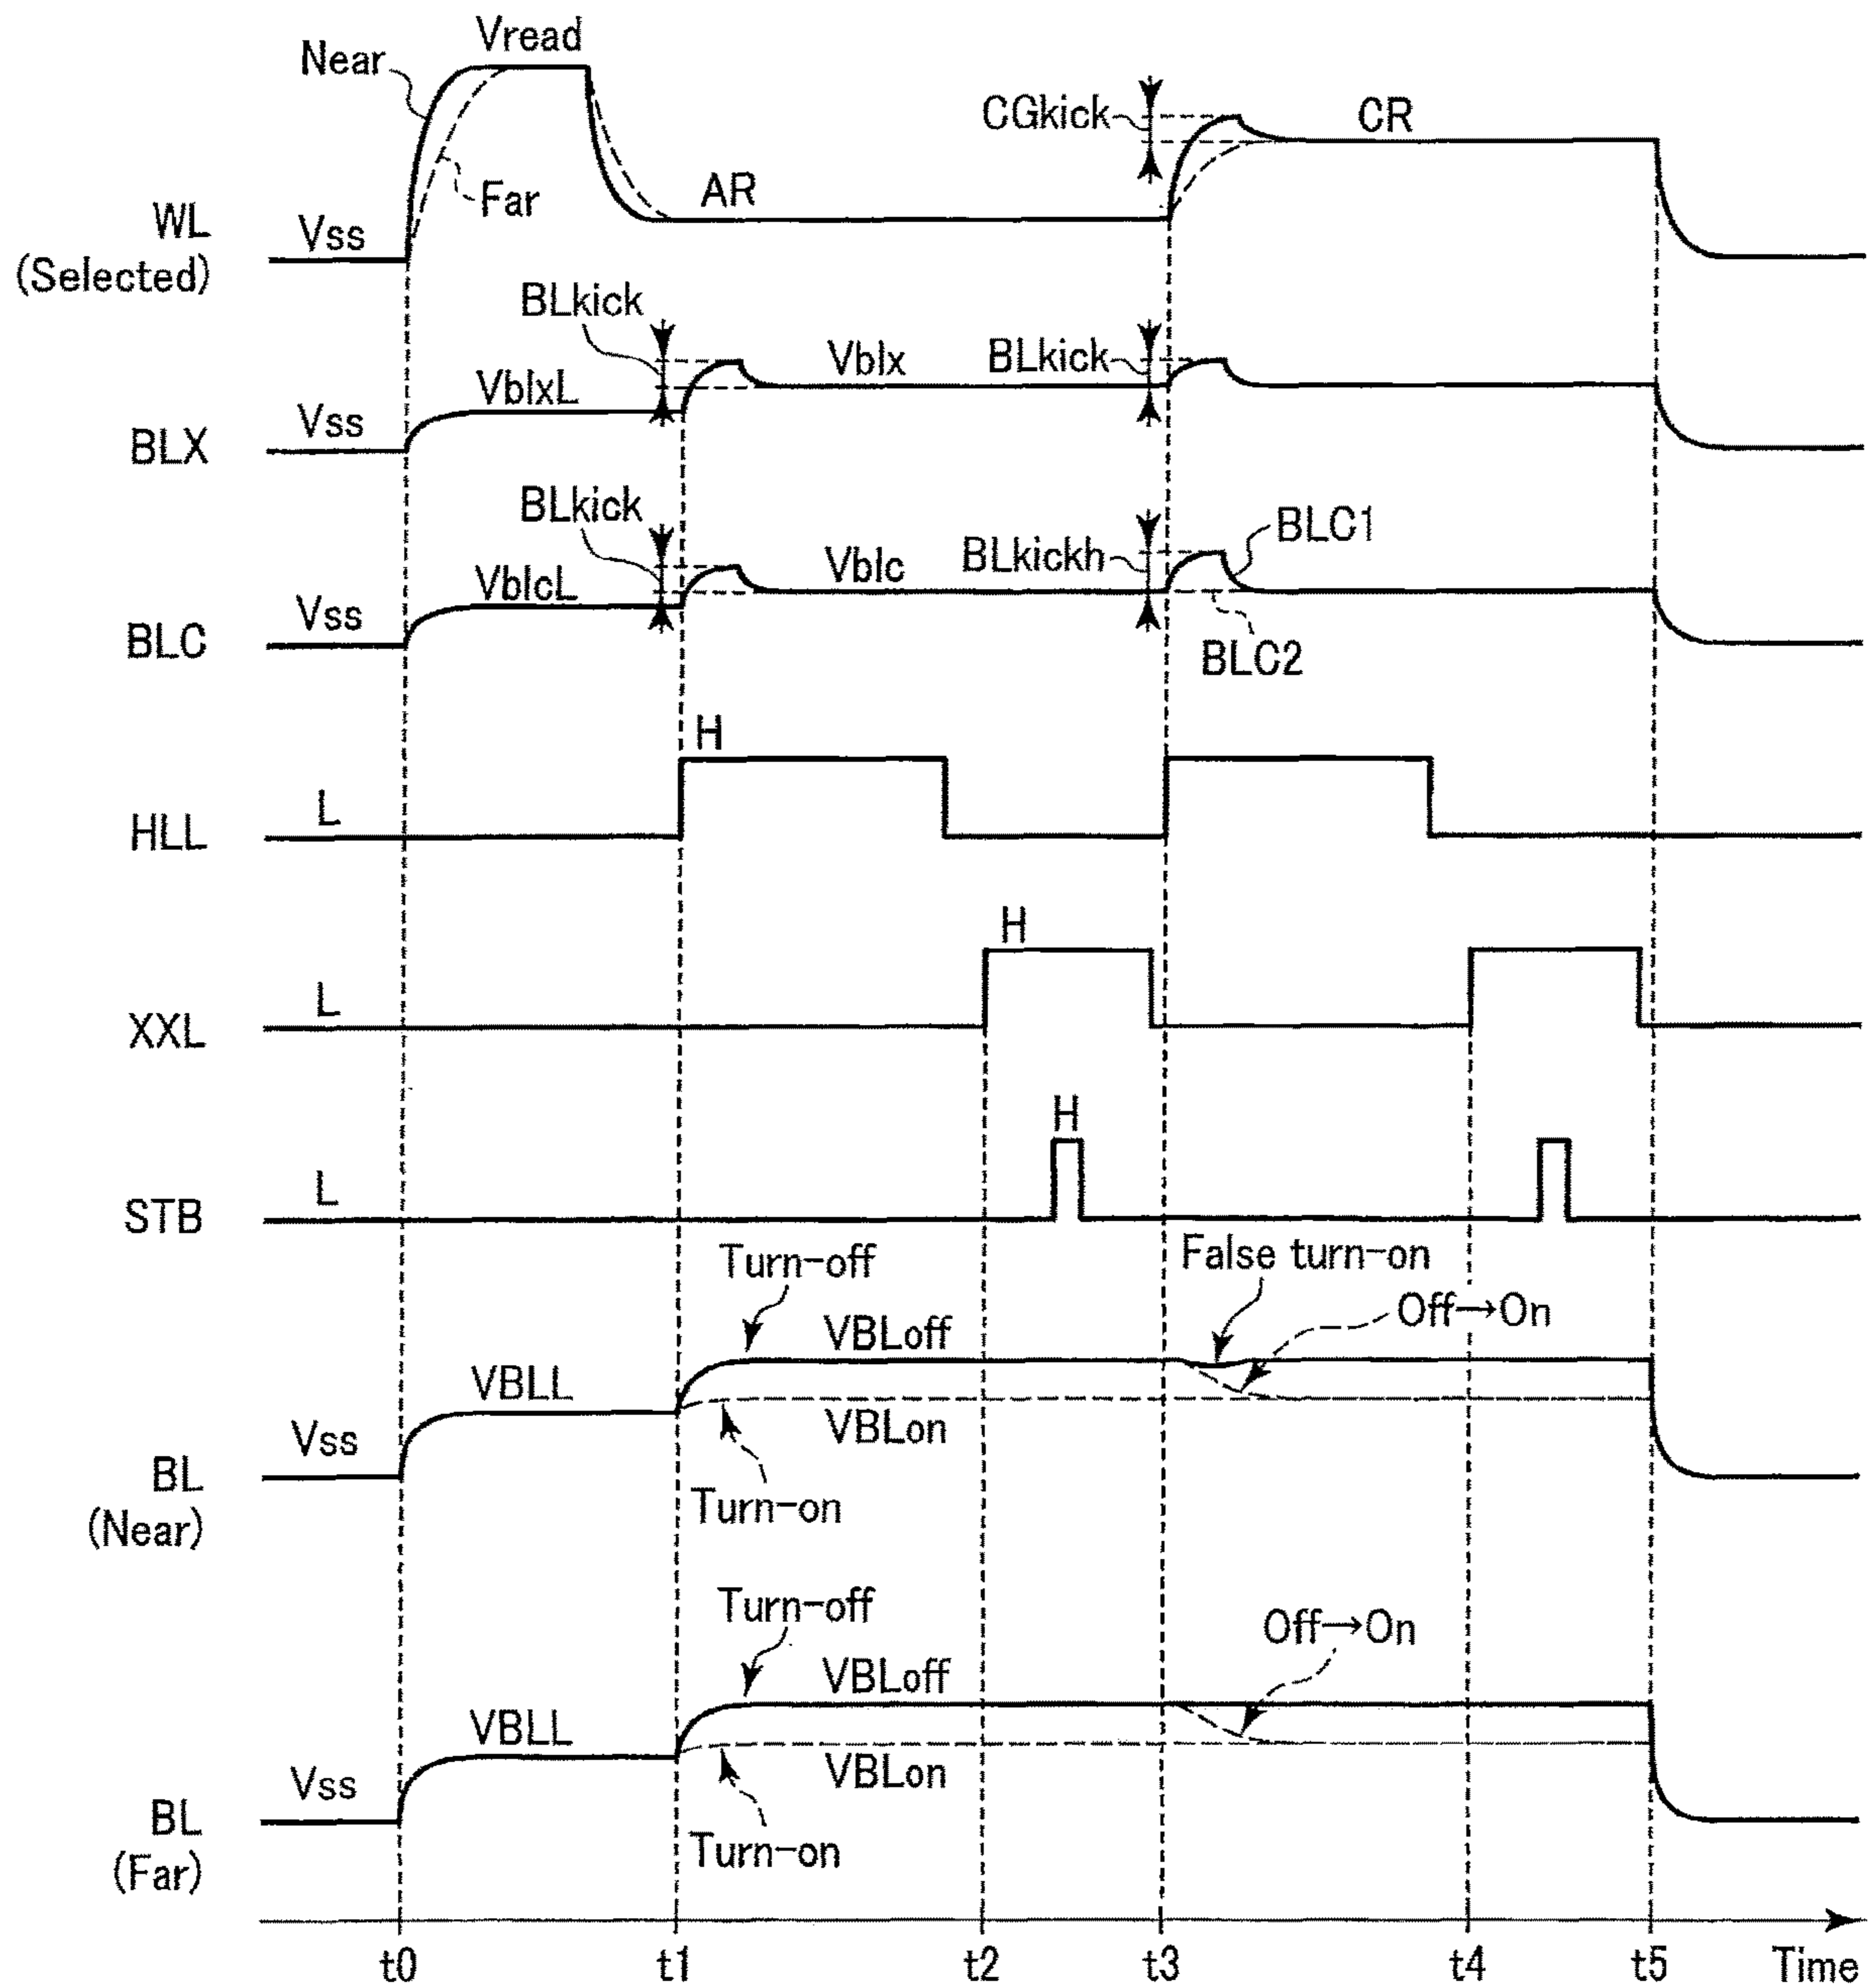 Vread
Near
Far
CGkick
CR
AR
WL
(Selected)
Vss
BLkick
Vblx
BLkick
VblxL
Vss
BLX
BLkick
Vblc
BLkickh
BLC1
VblcL
Vss
BLC
BLC2
H
L
HLL
H
L
XXL
H
L
STB
Turn-off
False turn-on
Off→On
VBLoff
VBLL
VBLon
Vss
BL
(Near)
Turn-on
Turn-off
Off→On
VBLoff
VBLL
VBLon
Vss
BL
(Far)
Turn-on
t0 t1 t2 t3 t4 t5 Time